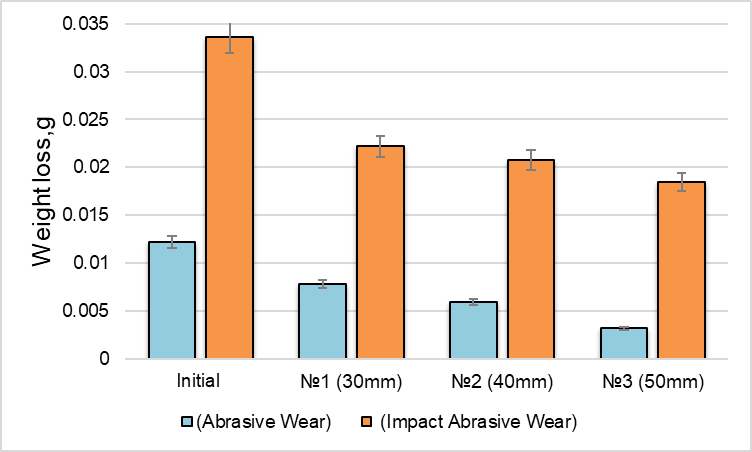 Weight loss,g
0.035
0.03
0.025
0.02
0.015
0.01
0.005
0
Initial
№1 (30mm)
№2 (40mm)
№3 (50mm)
(Abrasive Wear)
(Impact Abrasive Wear)